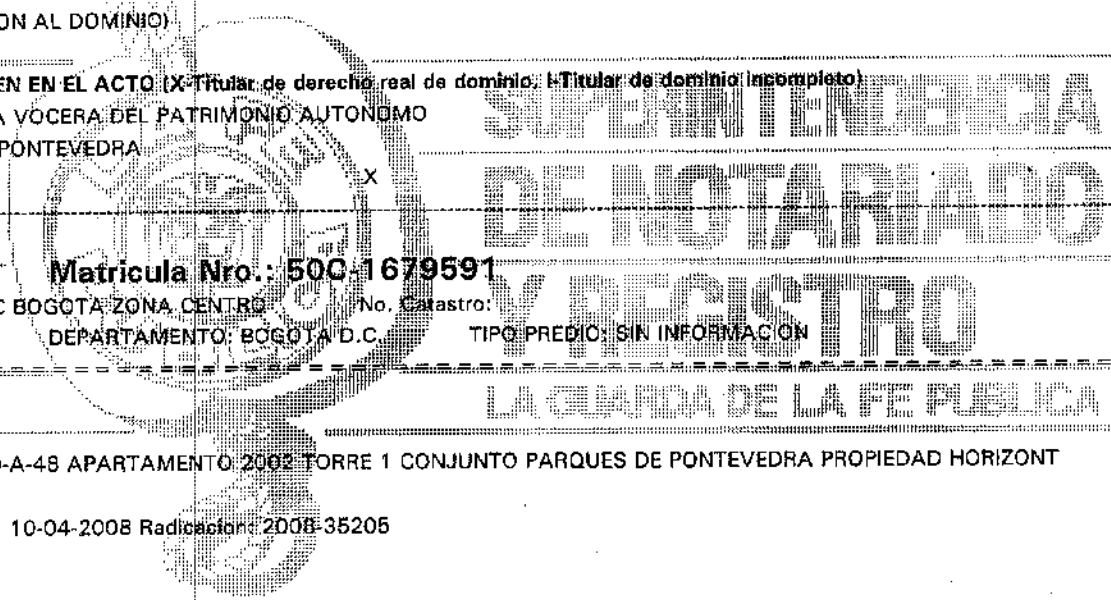 ON AL DOMINIO)
EN EN EL ACTO (X-Titular de derecho real de dominio, I-Titular de dominio incompleto)
A VOCERA DEL PATRIMONIO AUTONOMO
PONTEVEDRA
X
SUPERINTENDENCIA
DE NOTARIADO
Y REGISTRO
LA GUARDA DE LA FE PUBLICA
Matricula Nro.: 50C-1679591
C BOGOTA ZONA CENTRO No. Catastro:
DEPARTAMENTO: BOGOTA D.C. TIPO PREDIO: SIN INFORMACION
-A-48 APARTAMENTO 2002 TORRE 1 CONJUNTO PARQUES DE PONTEVEDRA PROPIEDAD HORIZONT
10-04-2008 Radicacion: 2008-35205